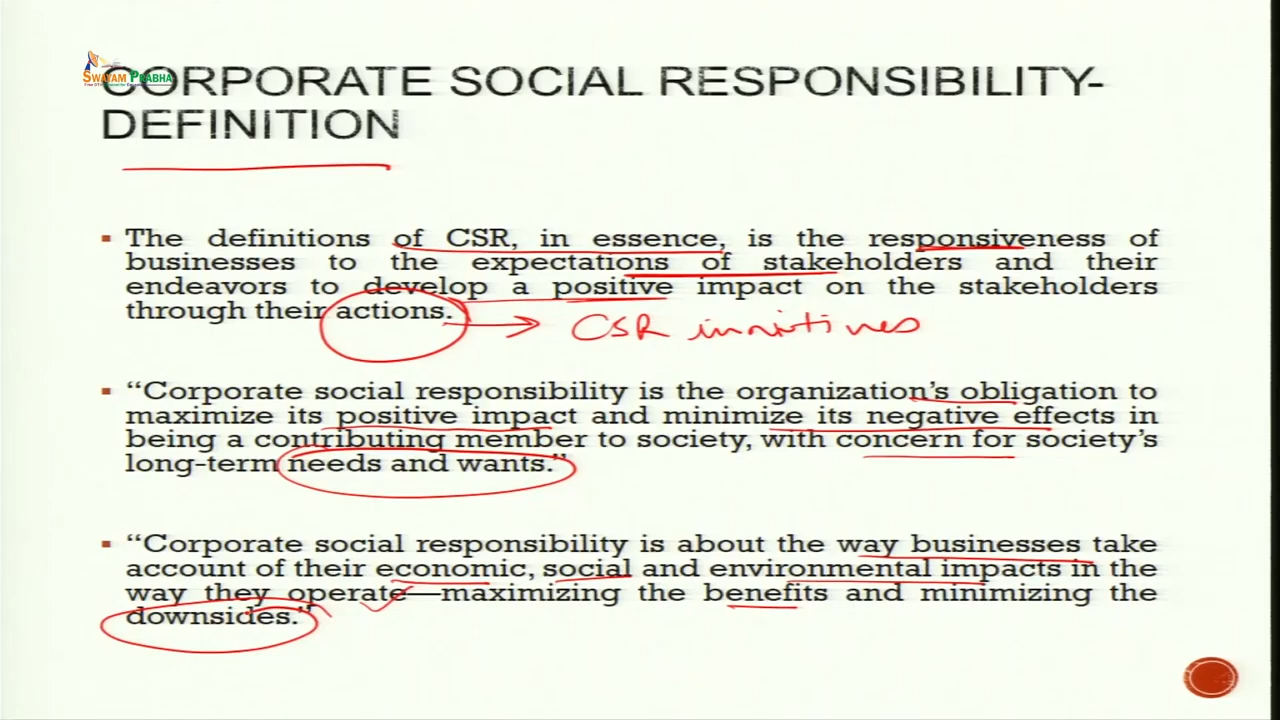 SWAYAM PRABHA
CORPORATE SOCIAL RESPONSIBILITY-
DEFINITION
▪ The definitions of CSR, in essence, is the responsiveness of
businesses to the expectations of stakeholders and their
endeavors to develop a positive impact on the stakeholders
through their actions.
CSR innitives
▪ “Corporate social responsibility is the organization’s obligation to
maximize its positive impact and minimize its negative effects in
being a contributing member to society, with concern for society’s
long-term needs and wants.”
▪ “Corporate social responsibility is about the way businesses take
account of their economic, social and environmental impacts in the
way they operate—maximizing the benefits and minimizing the
downsides.”